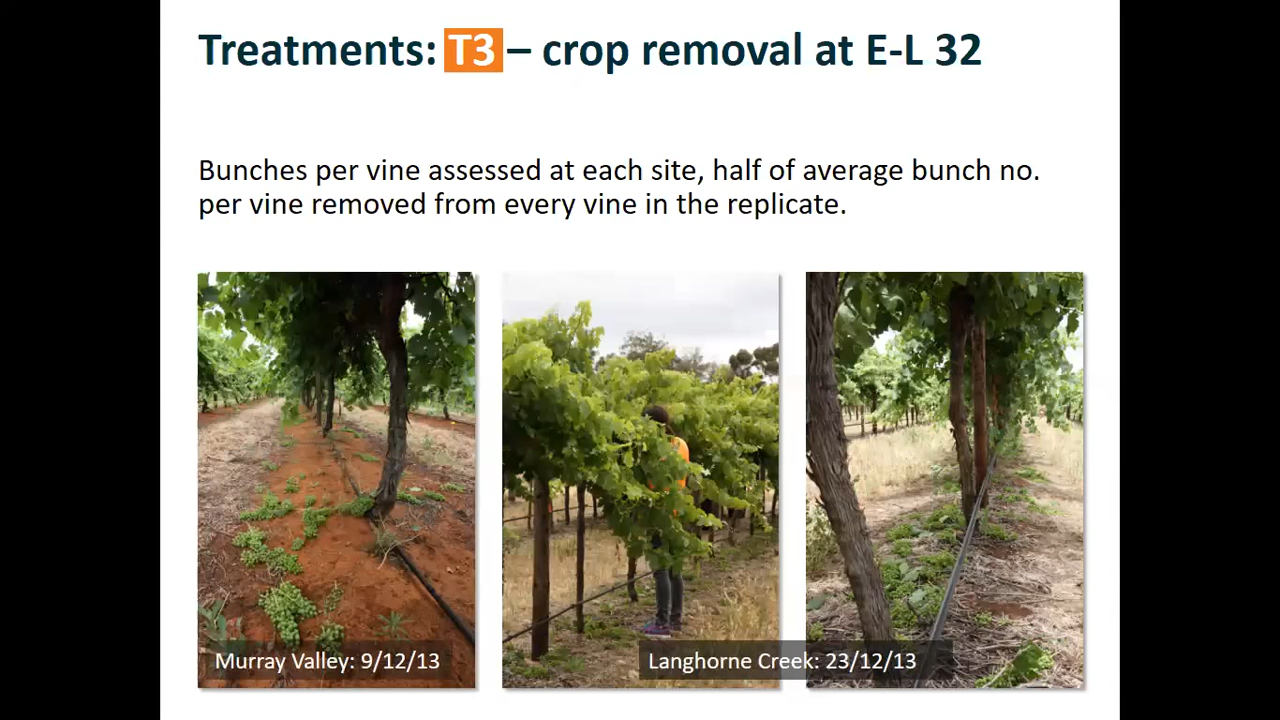 Treatments: T3 – crop removal at E-L 32
Bunches per vine assessed at each site, half of average bunch no.
per vine removed from every vine in the replicate.
Murray Valley: 9/12/13
Langhorne Creek: 23/12/13